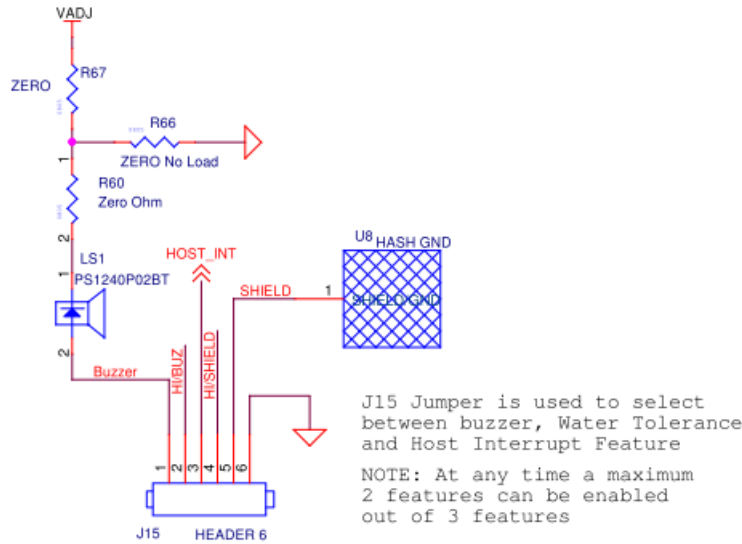 VADJ
R67
ZERO
R66
ZERO No Load
1
R60
Zero Ohm
2
LS1
1
PS1240P02BT
2
Buzzer
HOST_INT
HI/BUZ
HI/SHIELD
SHIELD
1
U8
HASH GND
SHIELD/GND
1
2
3
4
5
6
J15
HEADER 6
J15 Jumper is used to select
between buzzer, Water Tolerance
and Host Interrupt Feature
NOTE: At any time a maximum
2 features can be enabled
out of 3 features